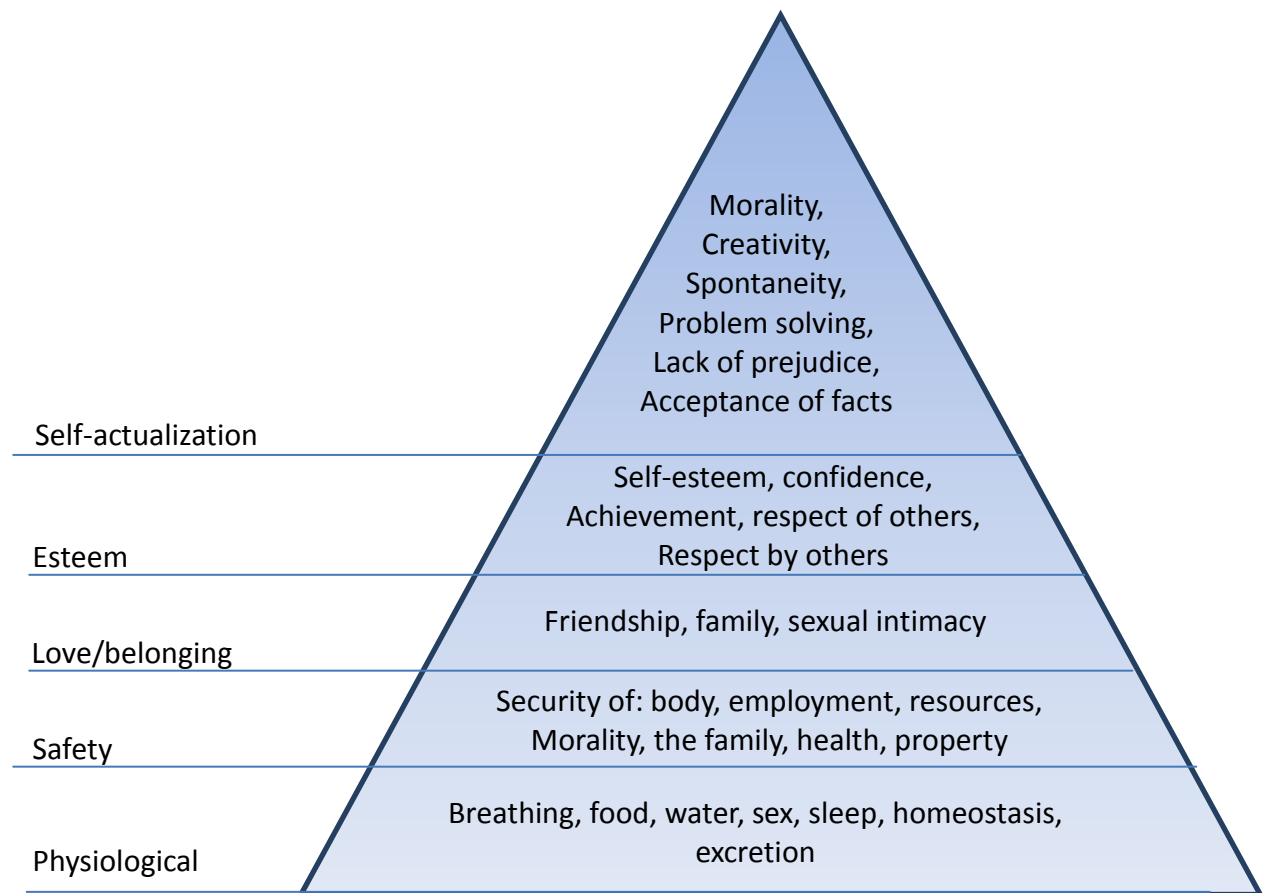 Morality,
Creativity,
Spontaneity,
Problem solving,
Lack of prejudice,
Acceptance of facts
Self-actualization
Self-esteem, confidence,
Achievement, respect of others,
Respect by others
Esteem
Friendship, family, sexual intimacy
Love/belonging
Security of: body, employment, resources,
Morality, the family, health, property
Safety
Breathing, food, water, sex, sleep, homeostasis,
excretion
Physiological